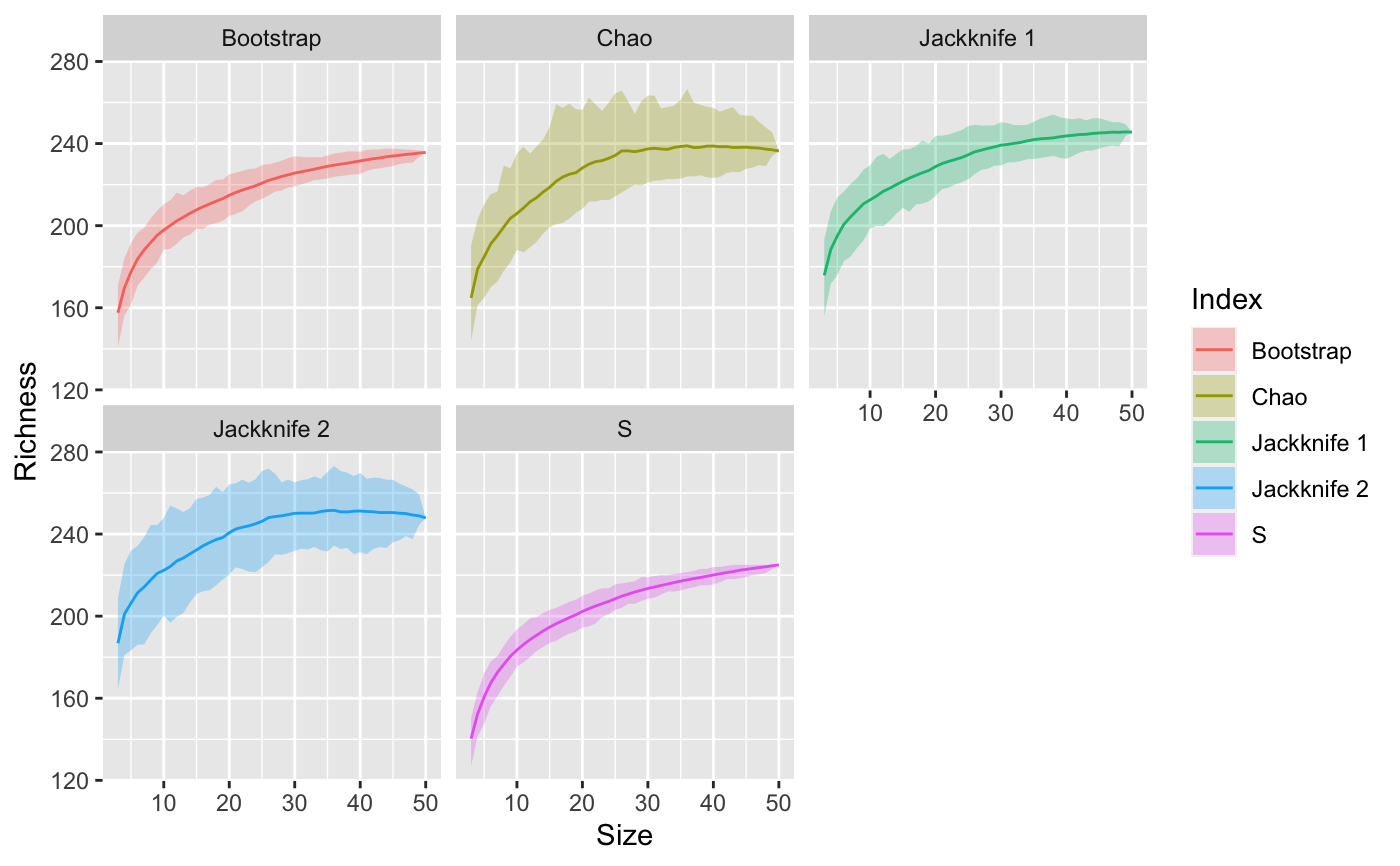 Bootstrap Chao Jackknife 1
280
240
200
160
120
10 20 30 40 50
Jackknife 2 S
280
240
200
160
120
10 20 30 40 50 10 20 30 40 50
Size
Richness
Index
Bootstrap
Chao
Jackknife 1
Jackknife 2
S